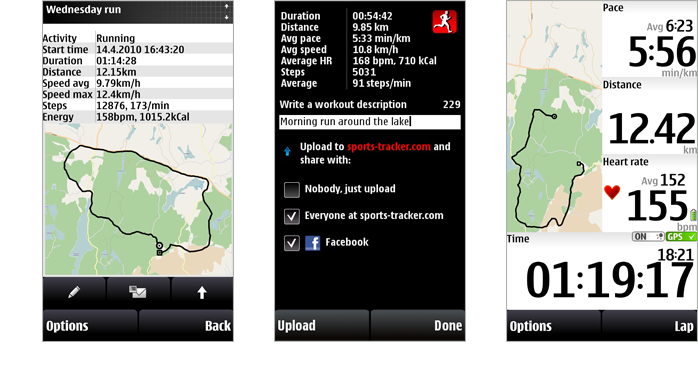 Wednesday run
Activity Running
Start time 14.4.2010 16:43:20
Duration 01:14:28
Distance 12.15km
Speed avg 9.79km/h
Speed max 12.4km/h
Steps 12876, 173/min
Energy 158bpm, 1015.2kCal
Options Back
Duration 00:54:42
Distance 9.85 km
Avg pace 5:33 min/km
Avg speed 10.8 km/h
Average HR 168 bpm, 710 kCal
Steps 5031
Average 91 steps/min
Write a workout description 229
Morning run around the lake
Upload to sports-tracker.com and
share with:
Nobody, just upload
Everyone at sports-tracker.com
Facebook
Upload Done
Pace
Avg 6:23
5:56
min/km
Distance
12.42
km
Heart rate
Avg 152
155
bpm
ON GPS
Time
18:21
01:19:17
Options Lap